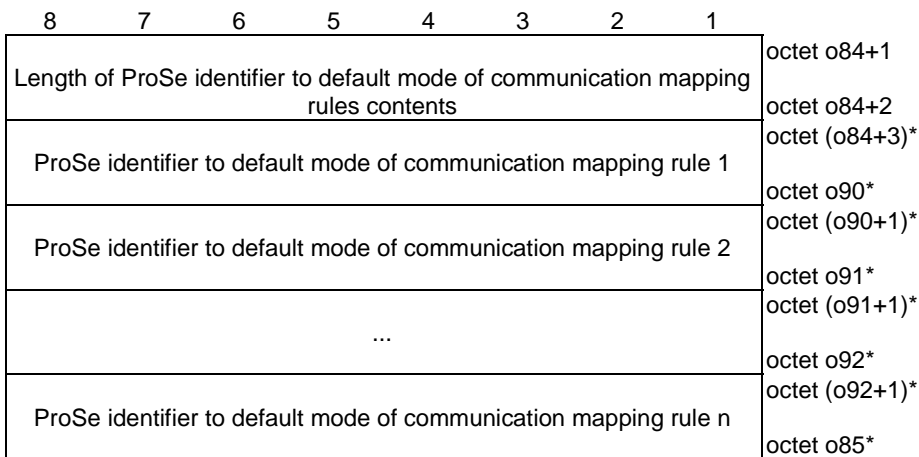 8 7 6 5 4 3 2 1
octet o84+1
Length of ProSe identifier to default mode of communication mapping
rules contents
octet o84+2
octet (o84+3)*
ProSe identifier to default mode of communication mapping rule 1
octet o90*
octet (o90+1)*
ProSe identifier to default mode of communication mapping rule 2
octet o91*
octet (o91+1)*
...
octet o92*
octet (o92+1)*
ProSe identifier to default mode of communication mapping rule n
octet o85*